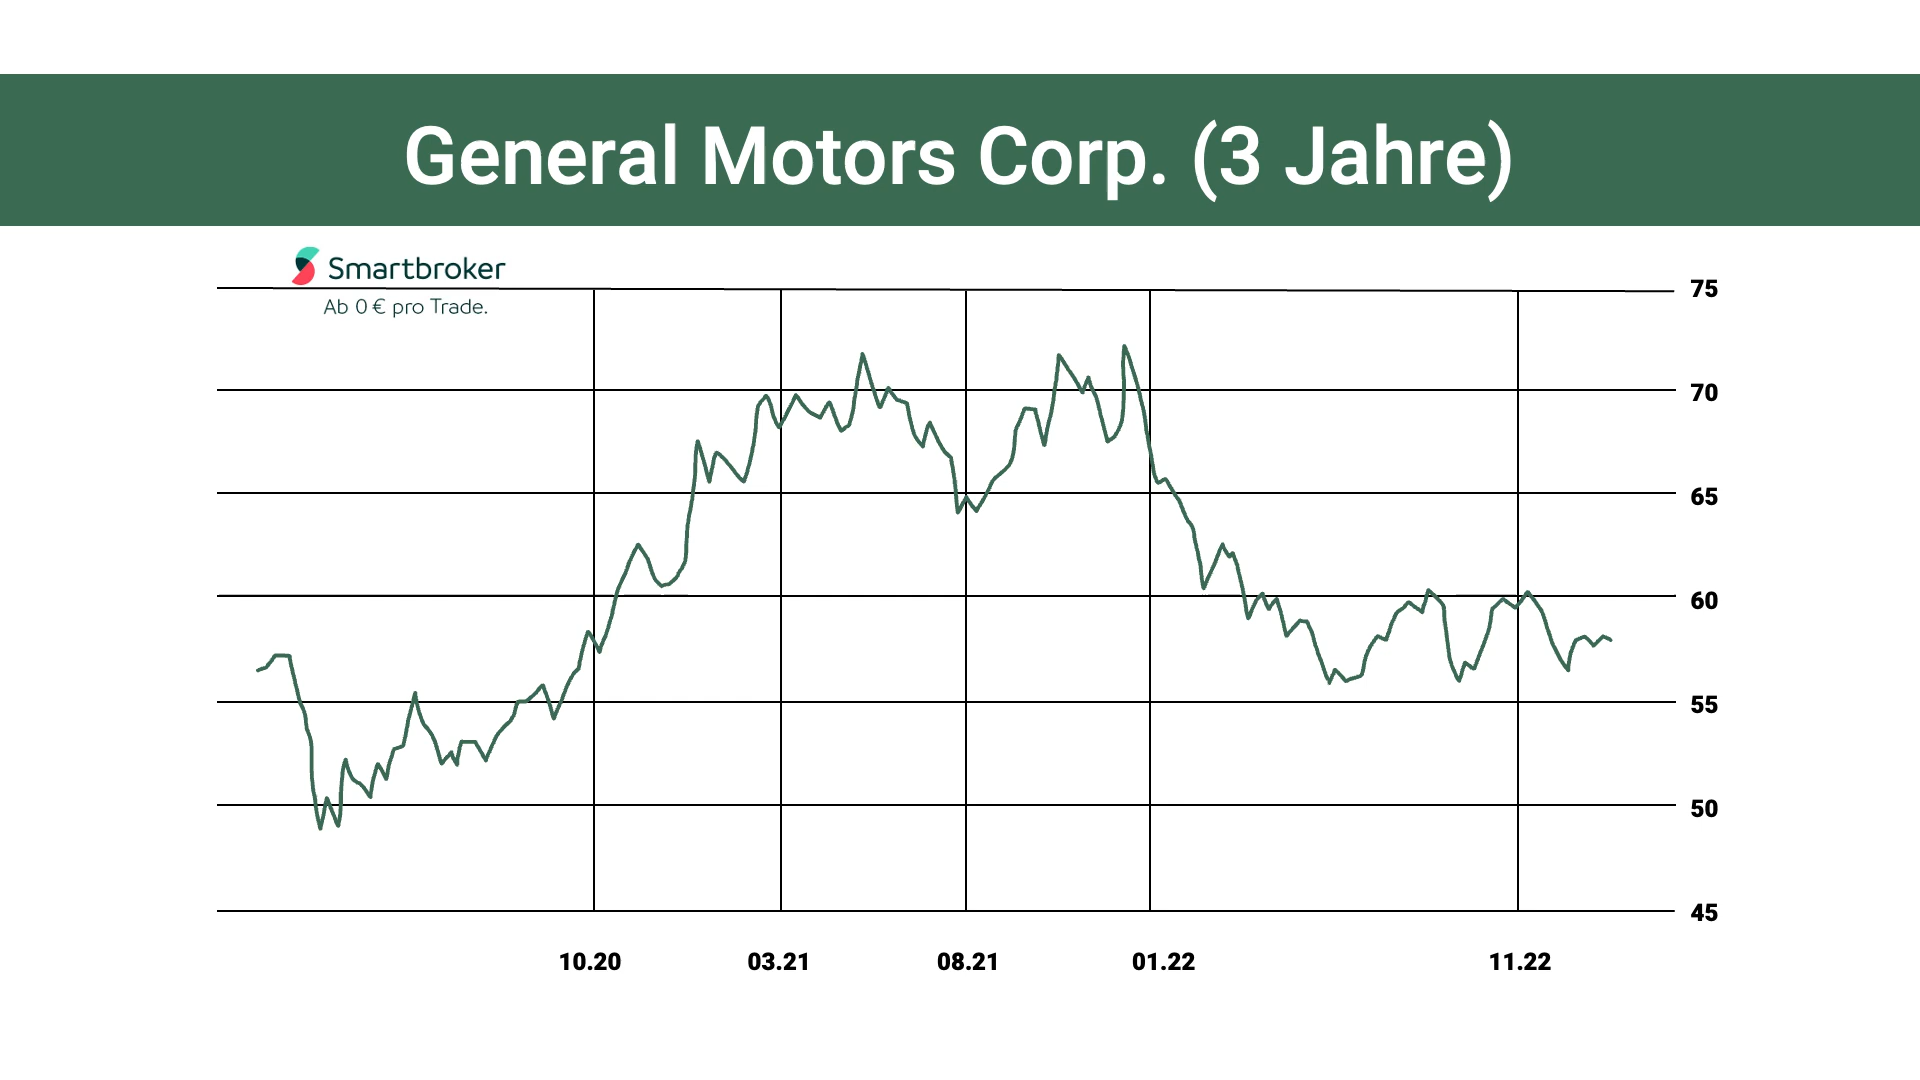 General Motors Corp. (3 Jahre)
Smartbroker
Ab 0 € pro Trade.
75
70
65
60
55
50
45
10.20 03.21 08.21 01.22 11.22